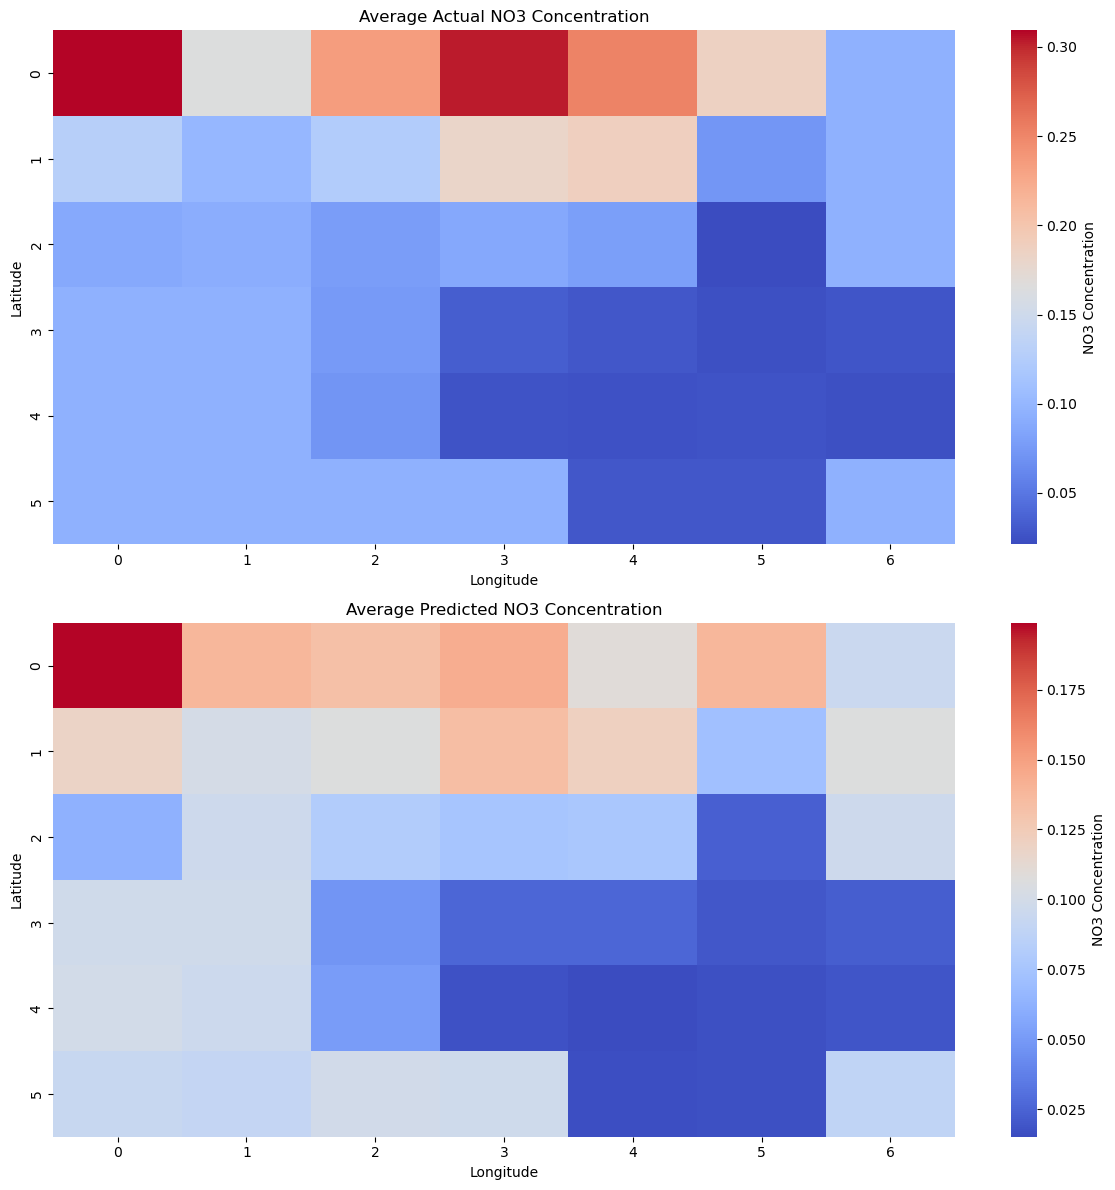 Average Actual NO3 Concentration
0
1
2
3
4
5
Latitude
0 1 2 3 4 5 6
Longitude
0.30
0.25
0.20
0.15
0.10
0.05
NO3 Concentration
Average Predicted NO3 Concentration
0
1
2
3
4
5
Latitude
0 1 2 3 4 5 6
Longitude
0.175
0.150
0.125
0.100
0.075
0.050
0.025
NO3 Concentration